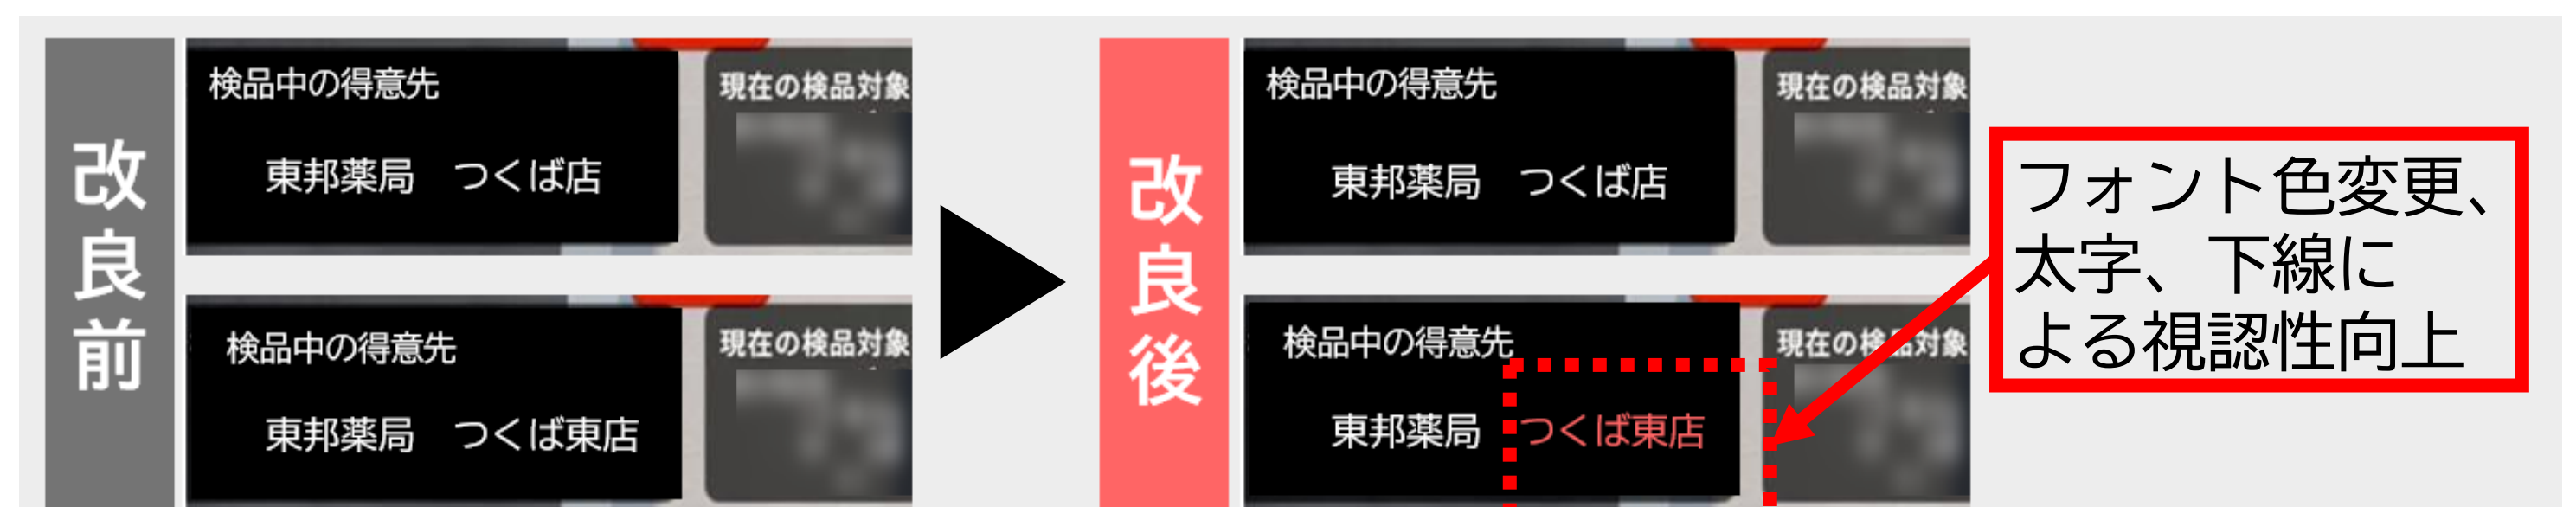 改良前
検品中の得意先
現在の検品対象
東邦薬局 つくば店
検品中の得意先
現在の検品対象
東邦薬局 つくば東店
改良後
検品中の得意先
現在の検品対象
東邦薬局 つくば店
検品中の得意先
現在の検品対象
東邦薬局 つくば東店
フォント色変更、
太字、下線に
よる視認性向上